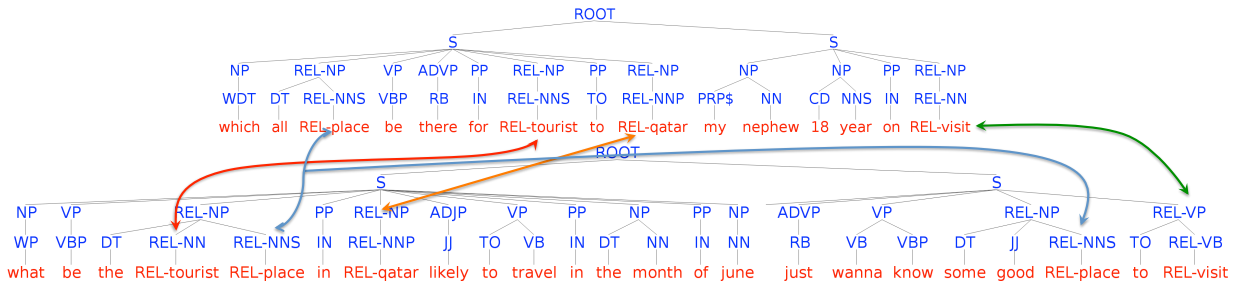 ROOT
S S
NP REL-NP VP ADVP PP REL-NP PP REL-NP NP NP PP REL-NP
WDT DT REL-NNS VBP RB IN REL-NNS TO REL-NNP PRP$ NN CD NNS IN REL-NN
which all REL-place be there for REL-tourist to REL-qatar my nephew 18 year on REL-visit
ROOT
S S
NP VP REL-NP PP REL-NP ADJP VP PP NP PP NP ADVP VP REL-NP REL-VP
WP VBP DT REL-NN REL-NNS IN REL-NNP JJ TO VB IN DT NN IN NN RB VB VBP DT JJ REL-NNS TO REL-VB
what be the REL-tourist REL-place in REL-qatar likely to travel in the month of june just wanna know some good REL-place to REL-visit